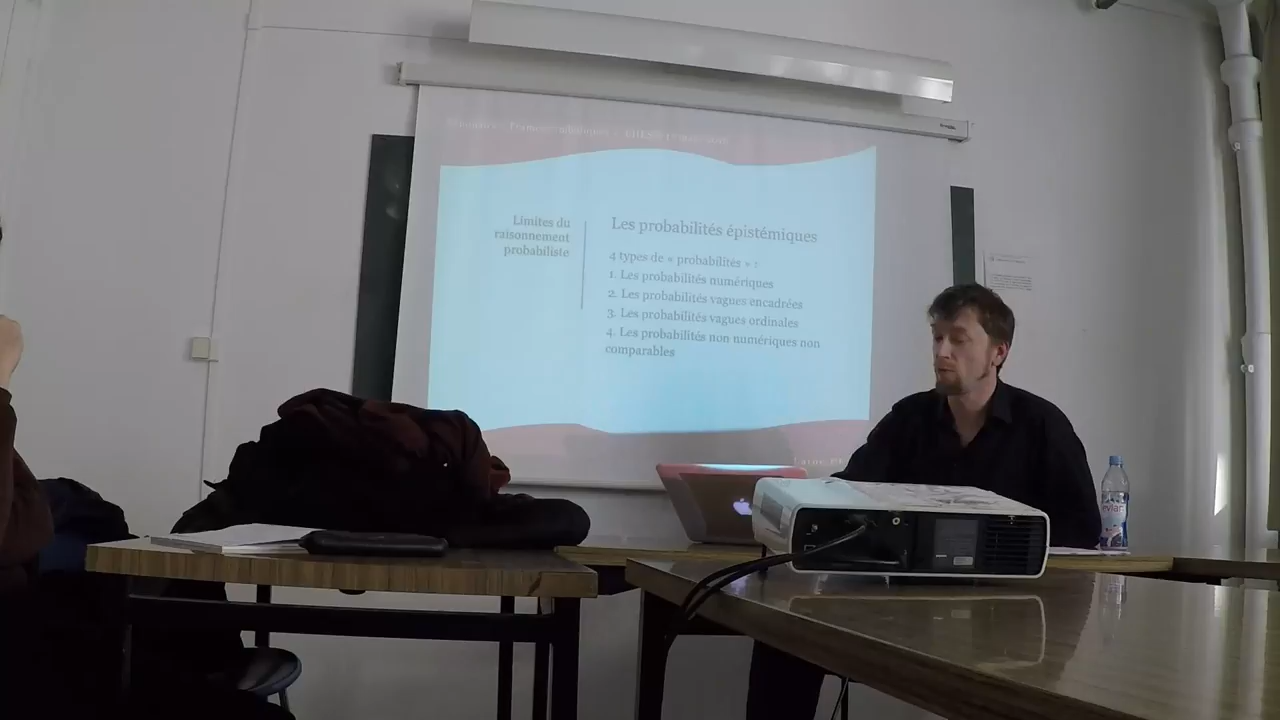 Limites du
raisonnement
probabiliste
Les probabilités épistémiques
4 types de « probabilités » :
1. Les probabilités numériques
2. Les probabilités vagues encadrées
3. Les probabilités vagues ordinales
4. Les probabilités non numériques non
comparables
evian